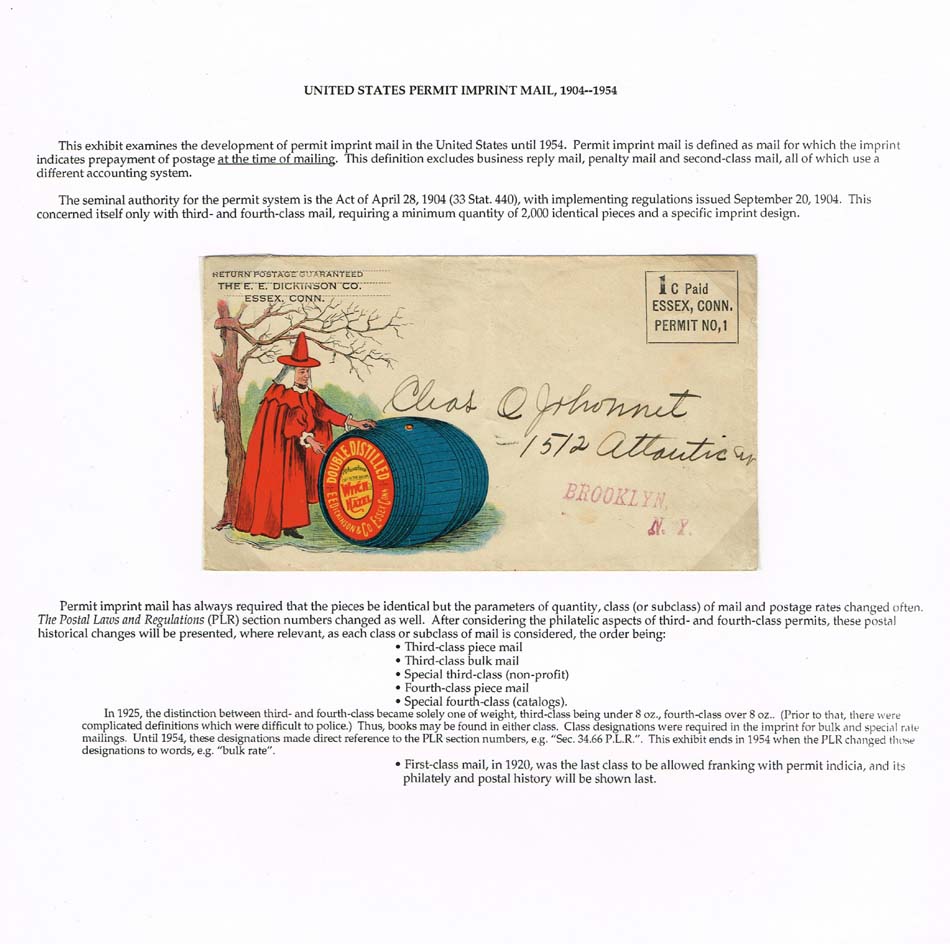 UNITED STATES PERMIT IMPRINT MAIL, 1904--1954
This exhibit examines the development of permit imprint mail in the United States until 1954. Permit imprint mail is defined as mail for which the imprint
indicates prepayment of postage at the time of mailing. This definition excludes business reply mail, penalty mail and second-class mail, all of which use a
different accounting system.
The seminal authority for the permit system is the Act of April 28, 1904 (33 Stat. 440), with implementing regulations issued September 20, 1904. This
concerned itself only with third- and fourth-class mail, requiring a minimum quantity of 2,000 identical pieces and a specific imprint design.
RETURN POSTAGE GUARANTEED
THE E. E. DICKINSON CO.
ESSEX, CONN.
1 C Paid
ESSEX, CONN.
PERMIT NO, 1
Chas Johonnet
1512 Atlantic av
BROOKLYN,
N. Y.
DOUBLE DISTILLED
WITCH
HAZEL
E.E. DICKINSON & CO ESSEX CONN
Permit imprint mail has always required that the pieces be identical but the parameters of quantity, class (or subclass) of mail and postage rates changed often.
The Postal Laws and Regulations (PLR) section numbers changed as well. After considering the philatelic aspects of third- and fourth-class permits, these postal
historical changes will be presented, where relevant, as each class or subclass of mail is considered, the order being:
• Third-class piece mail
• Third-class bulk mail
• Special third-class (non-profit)
• Fourth-class piece mail
• Special fourth-class (catalogs).
In 1925, the distinction between third- and fourth-class became solely one of weight, third-class being under 8 oz., fourth-class over 8 oz.. (Prior to that, there were
complicated definitions which were difficult to police.) Thus, books may be found in either class. Class designations were required in the imprint for bulk and special rate
mailings. Until 1954, these designations made direct reference to the PLR section numbers, e.g. “Sec. 34.66 P.L.R.”. This exhibit ends in 1954 when the PLR changed those
designations to words, e.g. “bulk rate”.
• First-class mail, in 1920, was the last class to be allowed franking with permit indicia, and its
philately and postal history will be shown last.